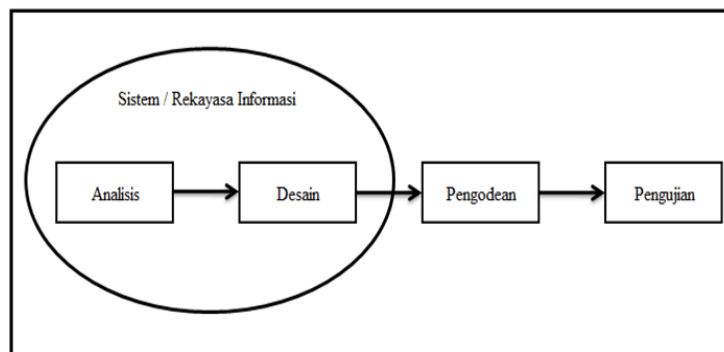 Sistem / Rekayasa Informasi
Analisis
Desain
Pengodean
Pengujian